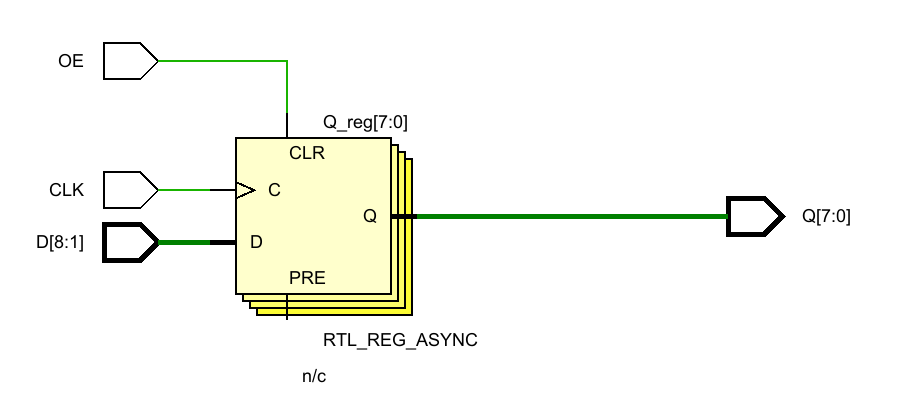 OE
Q_reg[7:0]
CLR
CLK
C
Q
Q[7:0]
D[8:1]
D
PRE
RTL_REG_ASYNC
n/c